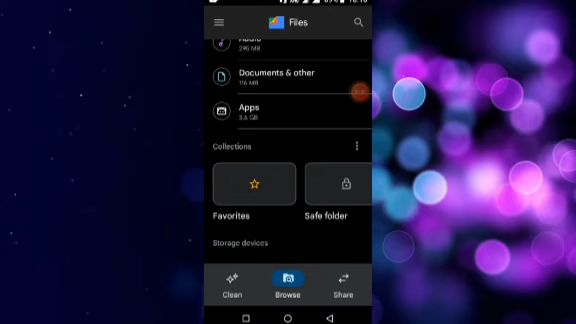 Files
Audio
295 MB
Documents & other
116 MB
Apps
3.6 GB
Collections
Favorites
Safe folder
Storage devices
Clean
Browse
Share